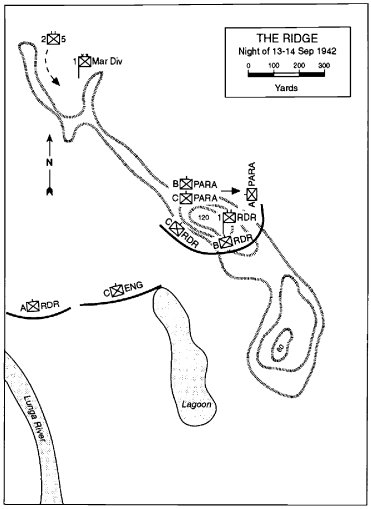 THE RIDGE
Night of 13-14 Sep 1942
0 100 200 300
Yards
2 5
1 Mar Div
N
B PARA
C PARA
A PARA
120
1 RDR
C RDR
B RDR
C ENG
A RDR
80
Lagoon
Lunga River